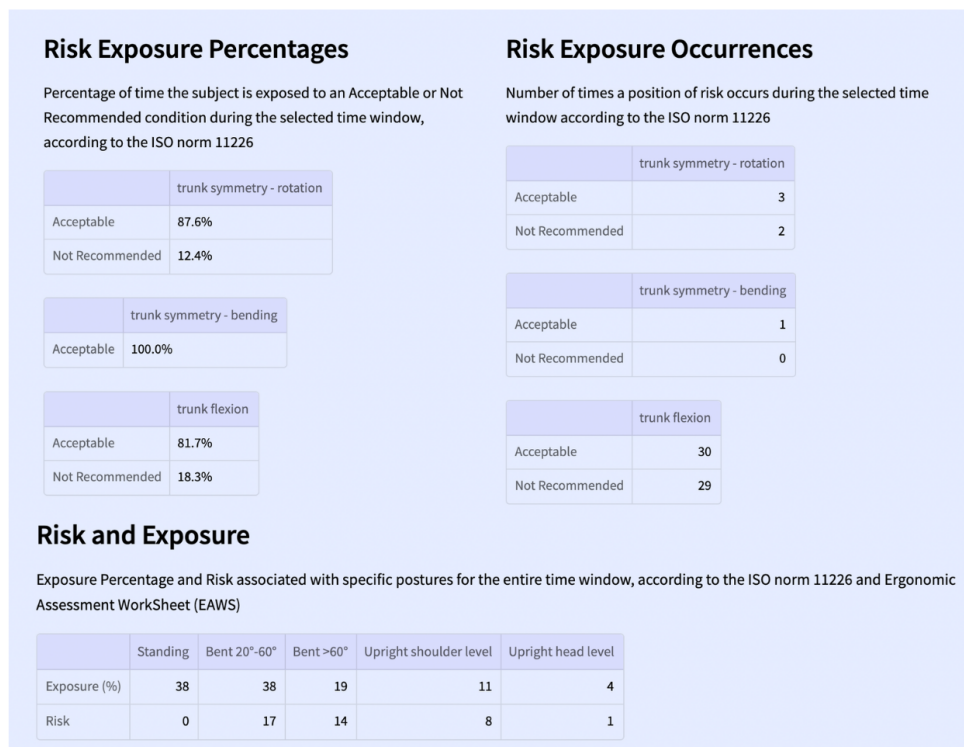 Risk Exposure Percentages
Percentage of time the subject is exposed to an Acceptable or Not
Recommended condition during the selected time window,
according to the ISO norm 11226
trunk symmetry - rotation
Acceptable 87.6%
Not Recommended 12.4%
trunk symmetry - bending
Acceptable 100.0%
trunk flexion
Acceptable 81.7%
Not Recommended 18.3%
Risk Exposure Occurrences
Number of times a position of risk occurs during the selected time
window according to the ISO norm 11226
trunk symmetry - rotation
Acceptable 3
Not Recommended 2
trunk symmetry - bending
Acceptable 1
Not Recommended 0
trunk flexion
Acceptable 30
Not Recommended 29
Risk and Exposure
Exposure Percentage and Risk associated with specific postures for the entire time window, according to the ISO norm 11226 and Ergonomic
Assessment WorkSheet (EAWS)
Standing Bent 20°-60° Bent >60° Upright shoulder level Upright head level
Exposure (%) 38 38 19 11 4
Risk 0 17 14 8 1